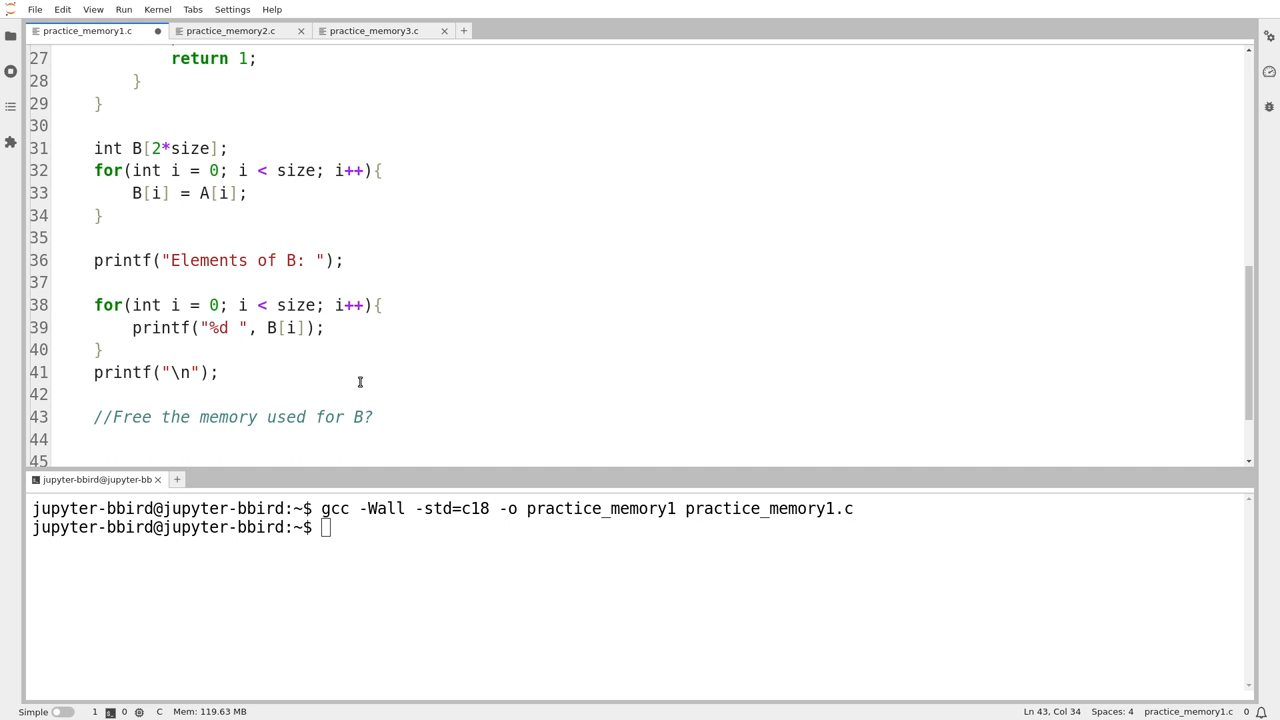 File Edit View Run Kernel Tabs Settings Help
practice_memory1.c practice_memory2.c practice_memory3.c
27 return 1;
28 }
29 }
30
31 int B[2*size];
32 for(int i = 0; i < size; i++){
33 B[i] = A[i];
34 }
35
36 printf("Elements of B: ");
37
38 for(int i = 0; i < size; i++){
39 printf("%d ", B[i]);
40 }
41 printf("\n");
42
43 //Free the memory used for B?
44
45
jupyter-bbird@jupyter-bb
jupyter-bbird@jupyter-bbird:~$ gcc -Wall -std=c18 -o practice_memory1 practice_memory1.c
jupyter-bbird@jupyter-bbird:~$
Simple 1 0 C Mem: 119.63 MB Ln 43, Col 34 Spaces: 4 practice_memory1.c 0